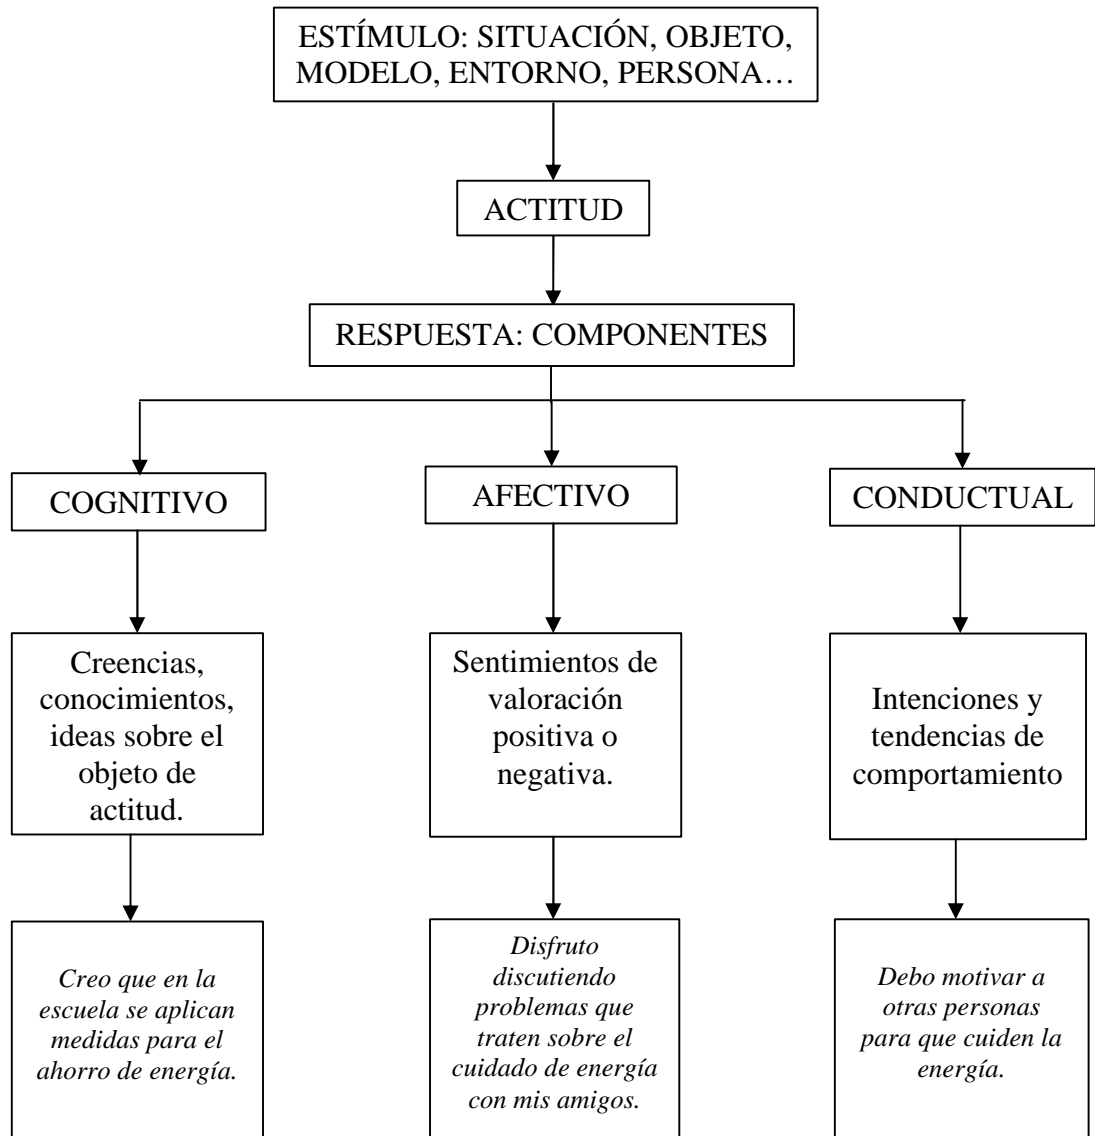 ESTÍMULO: SITUACIÓN, OBJETO,
MODELO, ENTORNO, PERSONA…
ACTITUD
RESPUESTA: COMPONENTES
COGNITIVO
AFECTIVO
CONDUCTUAL
Creencias,
conocimientos,
ideas sobre el
objeto de
actitud.
Sentimientos de
valoración
positiva o
negativa.
Intenciones y
tendencias de
comportamiento
Creo que en la
escuela se aplican
medidas para el
ahorro de energía.
Disfruto
discutiendo
problemas que
traten sobre el
cuidado de energía
con mis amigos.
Debo motivar a
otras personas
para que cuiden la
energía.